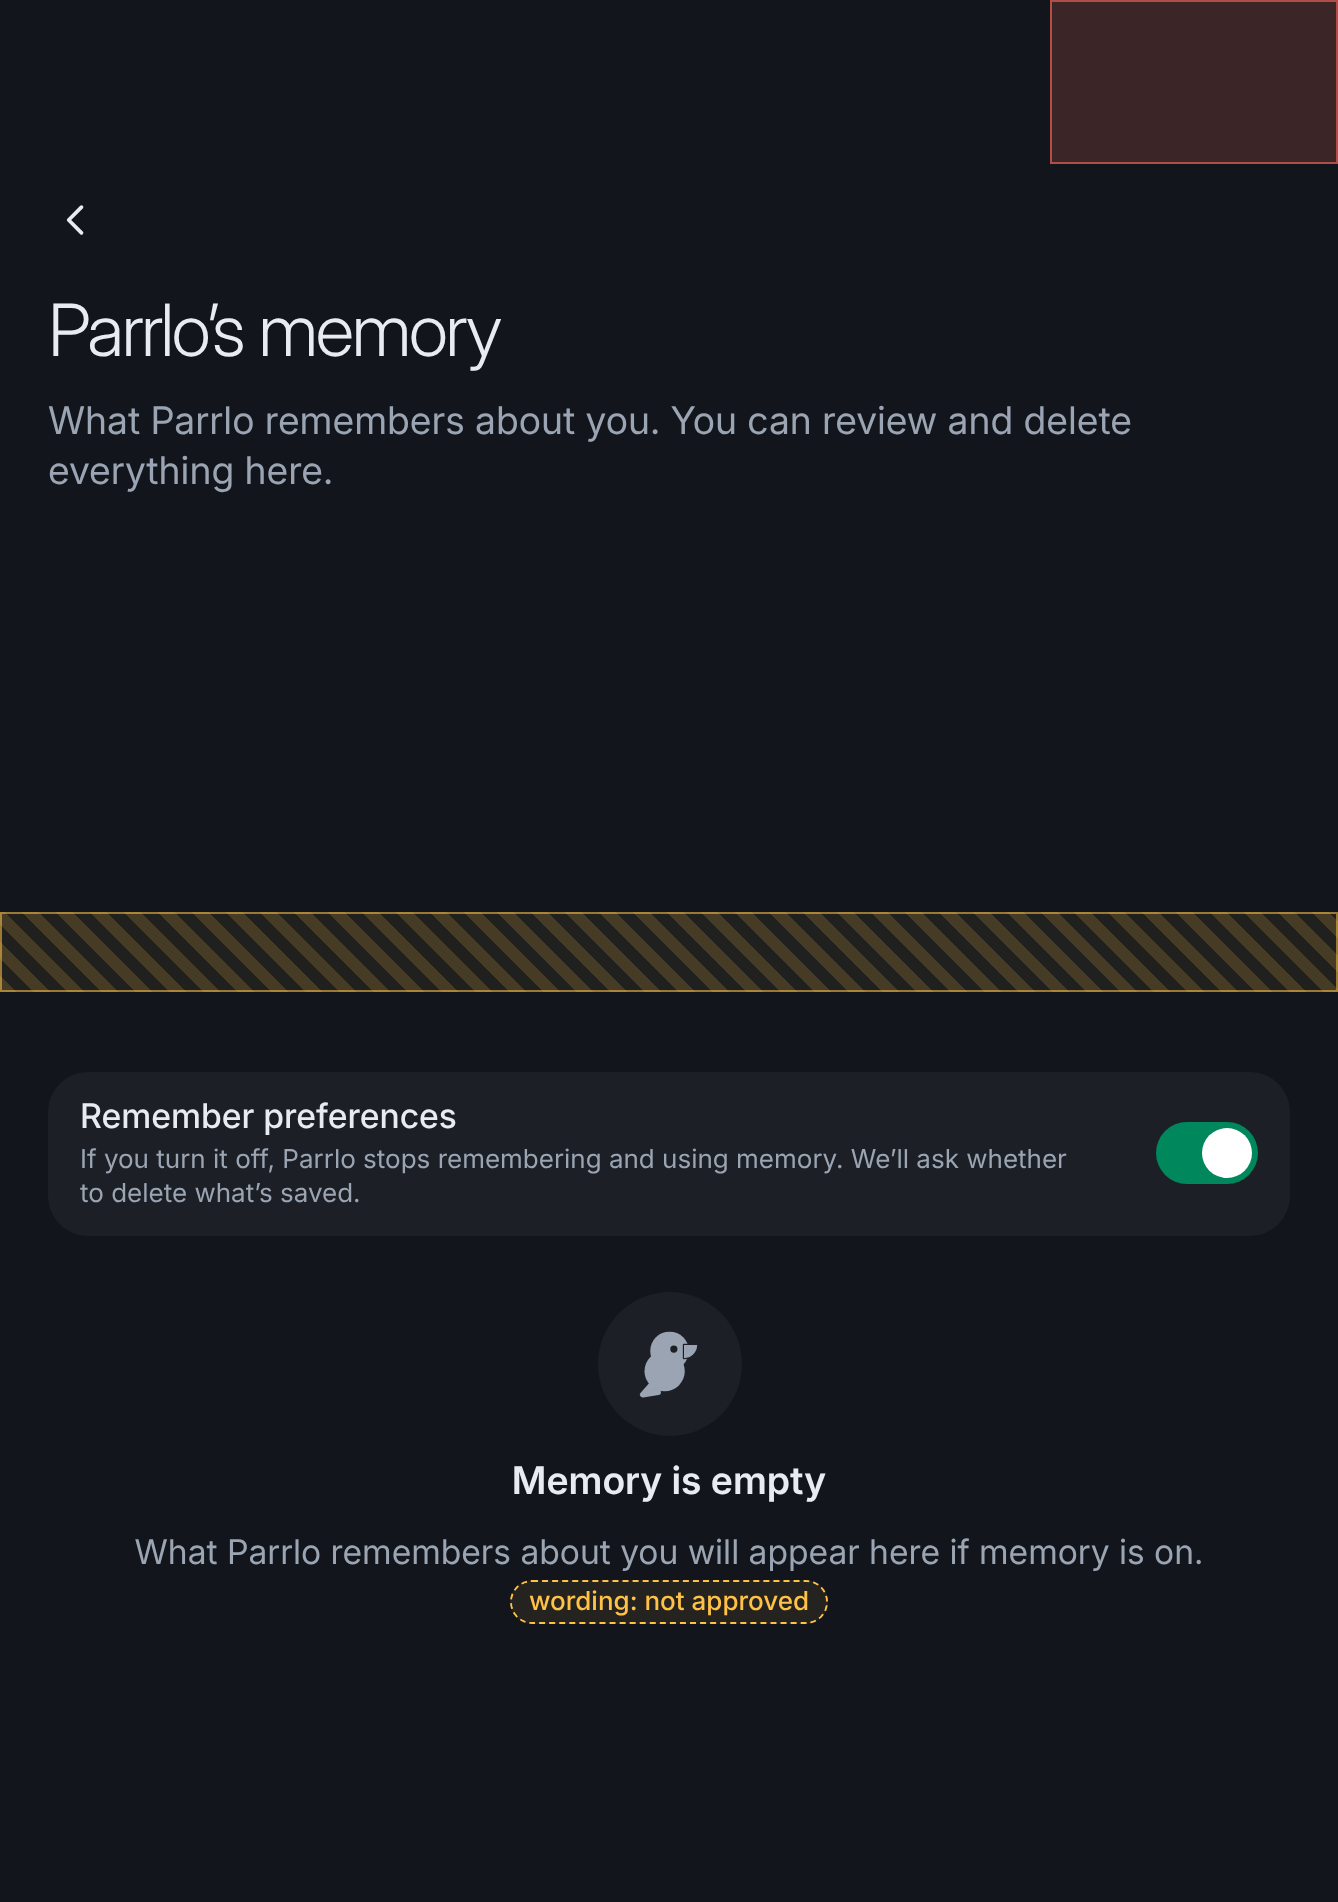 Parrlo’s memory
What Parrlo remembers about you. You can review and delete
everything here.
Remember preferences
If you turn it off, Parrlo stops remembering and using memory. We’ll ask whether
to delete what’s saved.
Memory is empty
What Parrlo remembers about you will appear here if memory is on.
wording: not approved